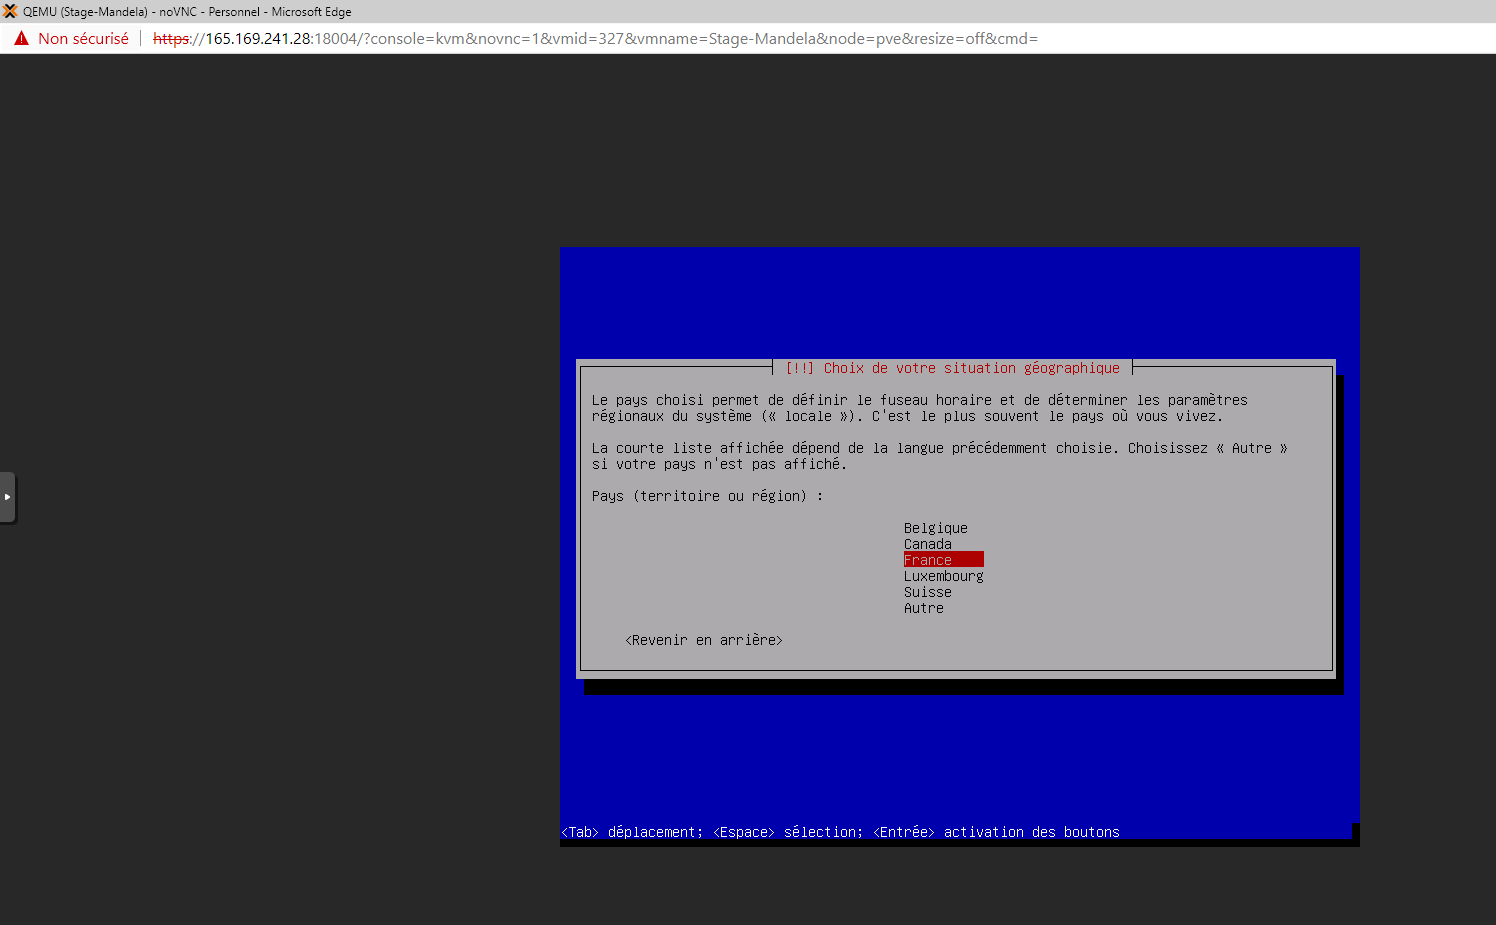 QEMU (Stage-Mandela) - noVNC - Personnel - Microsoft Edge
Non sécurisé | https://165.169.241.28:18004/?console=kvm&novnc=1&vmid=327&vmname=Stage-Mandela&node=pve&resize=off&cmd=
[!!] Choix de votre situation géographique
Le pays choisi permet de définir le fuseau horaire et de déterminer les paramètres
régionaux du système (« locale »). C'est le plus souvent le pays où vous vivez.
La courte liste affichée dépend de la langue précédemment choisie. Choisissez « Autre »
si votre pays n'est pas affiché.
Pays (territoire ou région) :
Belgique
Canada
France
Luxembourg
Suisse
Autre
<Revenir en arrière>
<Tab> déplacement; <Espace> sélection; <Entrée> activation des boutons